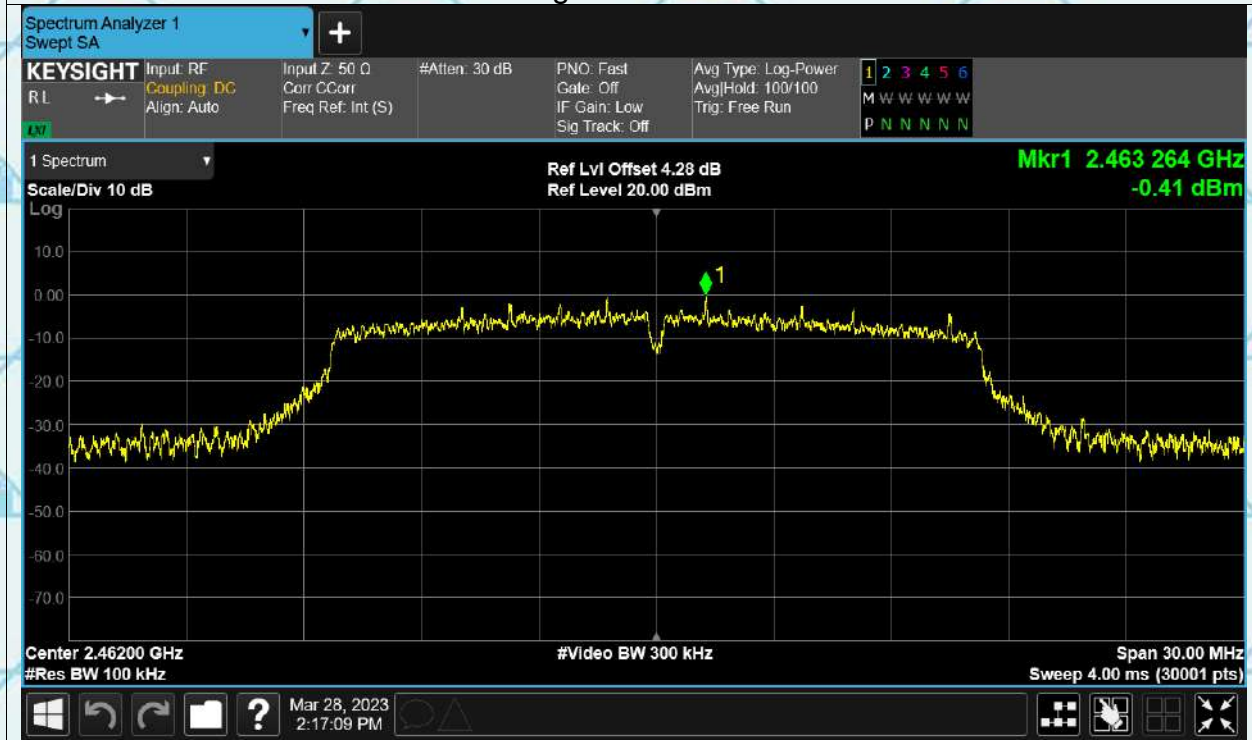 Spectrum Analyzer 1
Swept SA
+
KEYSIGHT
RL
LXI
Input: RF
Coupling: DC
Align: Auto
Input Z: 50 Ω
Corr CCorr
Freq Ref: Int (S)
#Atten: 30 dB
PNO: Fast
Gate: Off
IF Gain: Low
Sig Track: Off
Avg Type: Log-Power
Avg|Hold: 100/100
Trig: Free Run
1 2 3 4 5 6
M W W W W W
P N N N N N
1 Spectrum
Scale/Div 10 dB
Log
Ref Lvl Offset 4.28 dB
Ref Level 20.00 dBm
Mkr1 2.463 264 GHz
-0.41 dBm
1
10.0
0.00
-10.0
-20.0
-30.0
-40.0
-50.0
-60.0
-70.0
Center 2.46200 GHz
#Res BW 100 kHz
#Video BW 300 kHz
Span 30.00 MHz
Sweep 4.00 ms (30001 pts)
?
Mar 28, 2023
2:17:09 PM